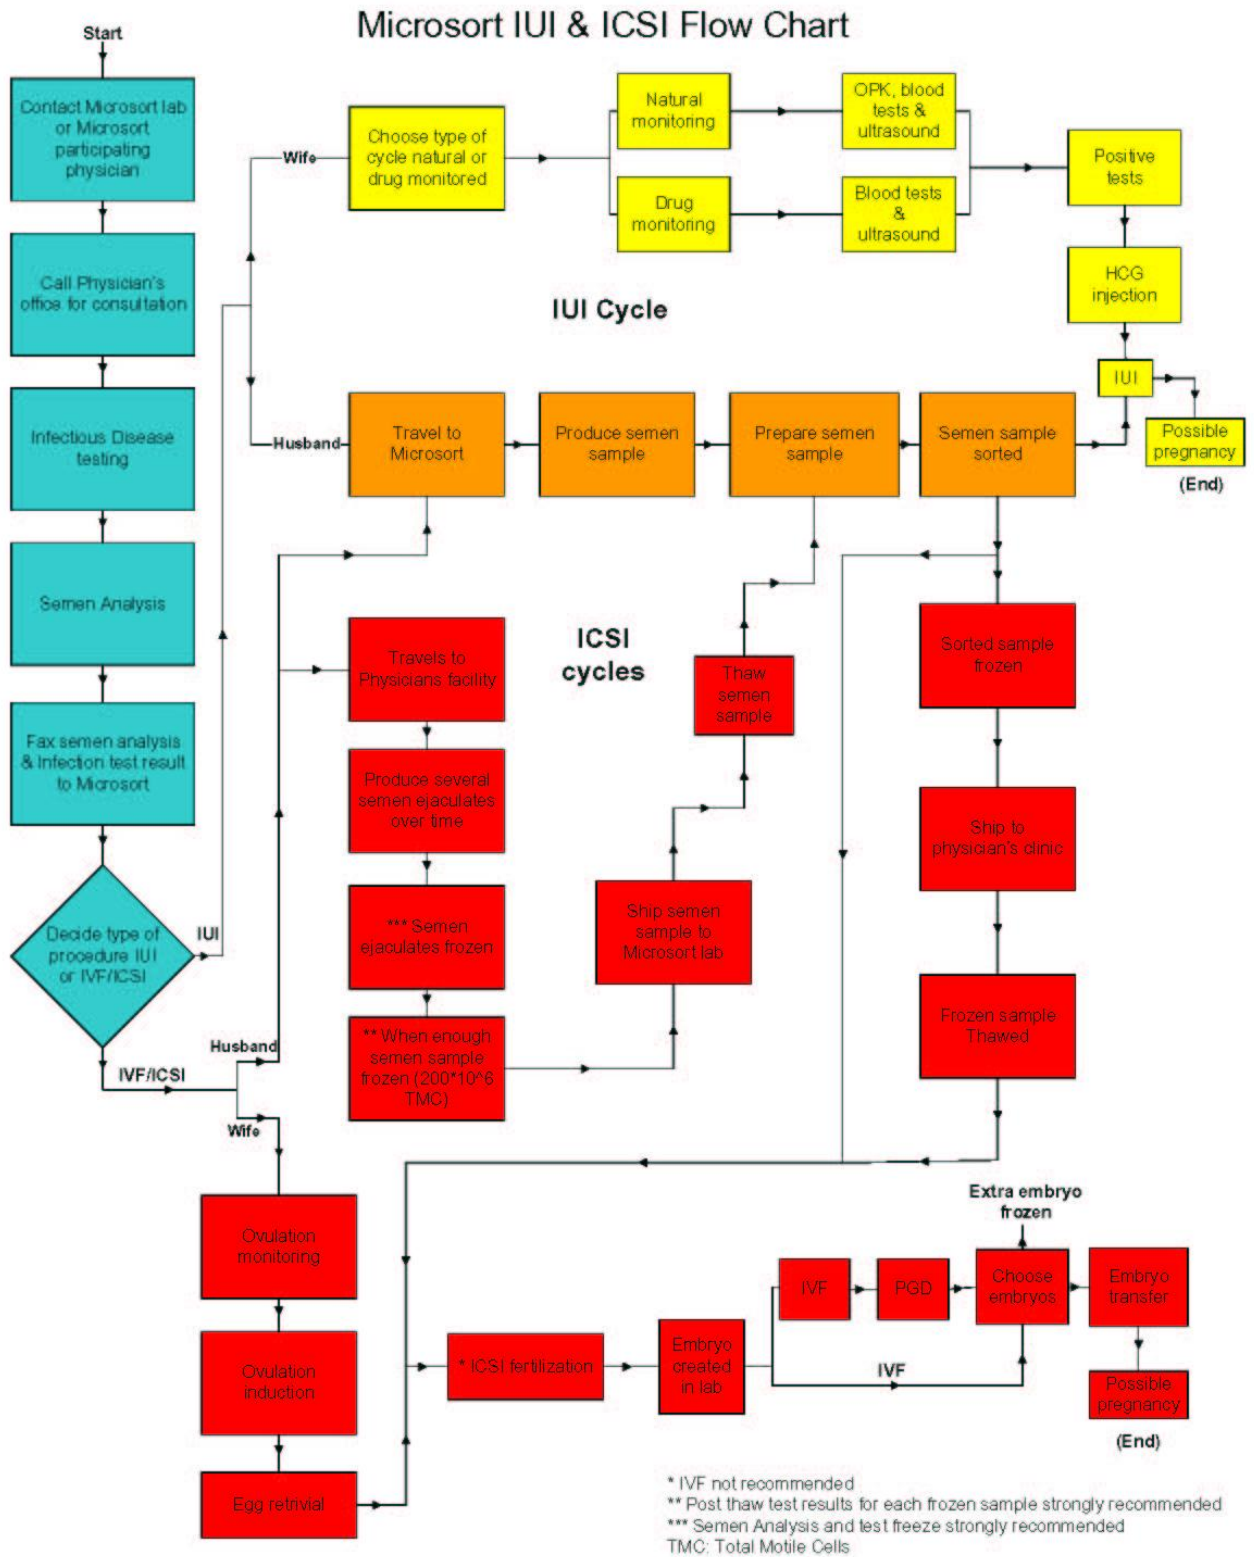 Microsort IUI & ICSI Flow Chart
Start
Contact Microsort lab
or Microsort
participating
physician
Call Physician's
office for consultation
Infectious Disease
testing
Semen Analysis
Fax semen analysis
& Infection test result
to Microsort
Decide type of
procedure IUI
or IVF/ICSI
IUI
IVF/ICSI
Wife
Choose type of
cycle natural or
drug monitored
Natural
monitoring
OPK, blood
tests &
ultrasound
Drug
monitoring
Blood tests
&
ultrasound
Positive
tests
HCG
injection
IUI
Possible
pregnancy
(End)
IUI Cycle
Husband
Travel to
Microsort
Produce semen
sample
Prepare semen
sample
Semen sample
sorted
ICSI
cycles
Travels to
Physicians facility
Produce several
semen ejaculates
over time
*** Semen
ejaculates frozen
** When enough
semen sample
frozen (200*10^6
TMC)
Ship semen
sample to
Microsort lab
Thaw
semen
sample
Sorted sample
frozen
Ship to
physician's clinic
Frozen sample
Thawed
Husband
Wife
Ovulation
monitoring
Ovulation
induction
Egg retrivial
* ICSI fertilization
Embryo
created
in lab
IVF
PGD
IVF
Extra embryo
frozen
Choose
embryos
Embryo
transfer
Possible
pregnancy
(End)
* IVF not recommended
** Post thaw test results for each frozen sample strongly recommended
*** Semen Analysis and test freeze strongly recommended
TMC: Total Motile Cells